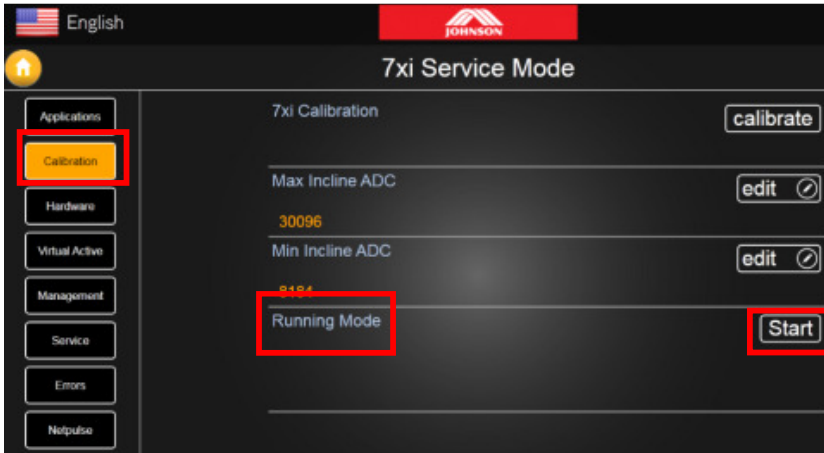 English
JOHNSON
7xi Service Mode
Applications
7xi Calibration
calibrate
Calibration
Max Incline ADC
edit
Hardware
30096
Virtual Active
Min Incline ADC
edit
Management
8184
Running Mode
Start
Service
Errors
Netpulse